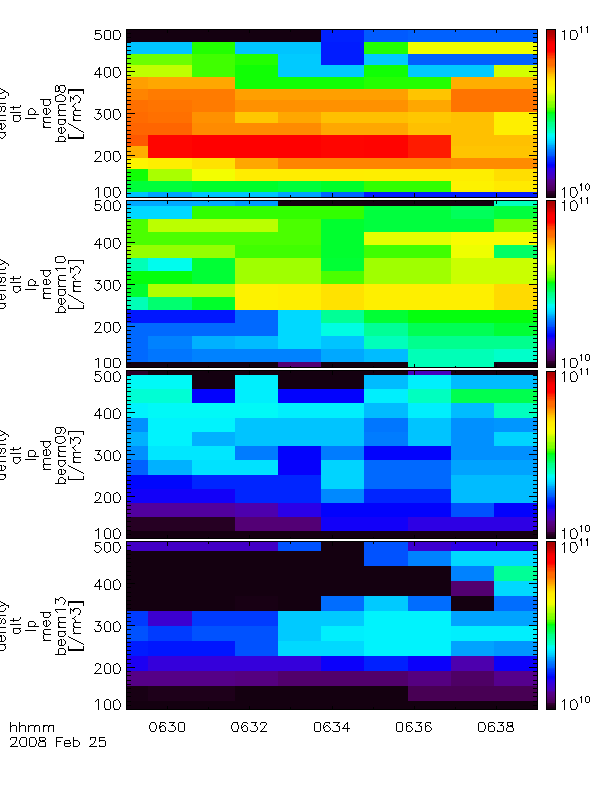 density
alt
lp
med
beam08
[/m^3]
500
400
300
200
100
10^11
10^10
density
alt
lp
med
beam10
[/m^3]
500
400
300
200
100
10^11
10^10
density
alt
lp
med
beam09
[/m^3]
500
400
300
200
100
10^11
10^10
density
alt
lp
med
beam13
[/m^3]
500
400
300
200
100
10^11
10^10
hhmm 0630 0632 0634 0636 0638
2008 Feb 25